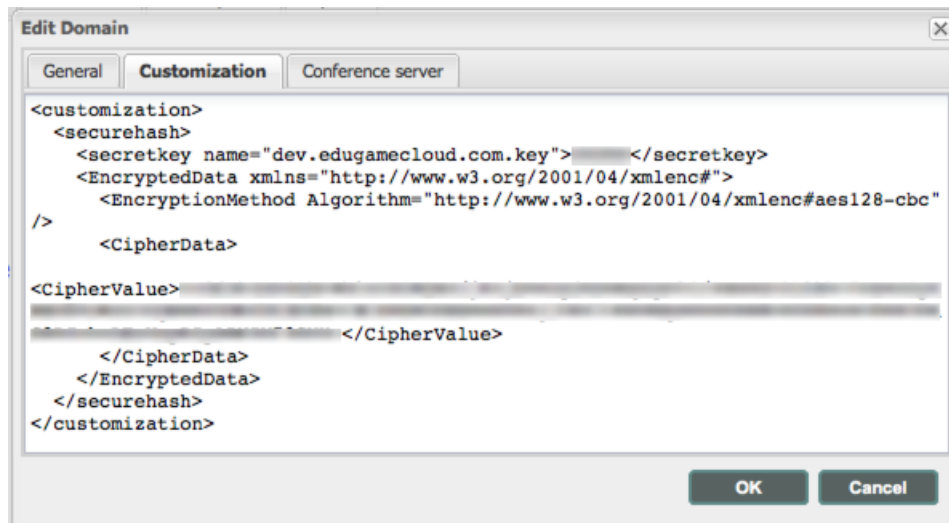 Edit Domain
General Customization Conference server
<customization>
<securehash>
<secretkey name="dev.edugamecloud.com.key"></secretkey>
<EncryptedData xmlns="http://www.w3.org/2001/04/xmlenc#">
<EncryptionMethod Algorithm="http://www.w3.org/2001/04/xmlenc#aes128-cbc"
/>
<CipherData>
<CipherValue>
</CipherValue>
</CipherData>
</EncryptedData>
</securehash>
</customization>
OK Cancel